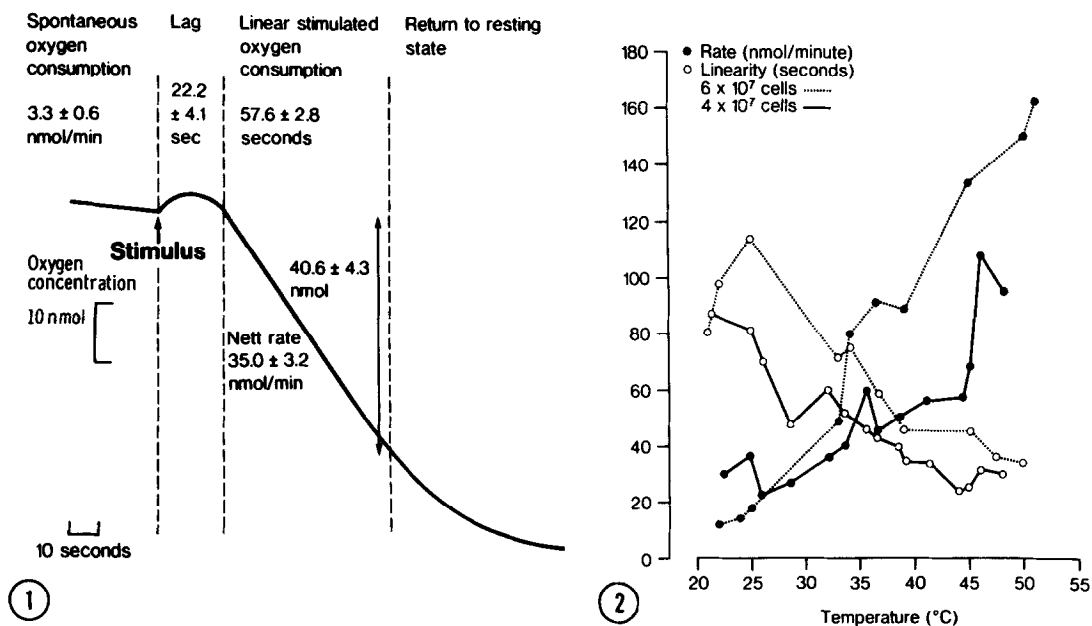 Spontaneous
oxygen
consumption
3.3 ± 0.6
nmol/min
Lag
22.2
± 4.1
sec
Linear stimulated
oxygen
consumption
57.6 ± 2.8
seconds
Return to resting
state
Stimulus
Oxygen
concentration
10 nmol
40.6 ± 4.3
nmol
Nett rate
35.0 ± 3.2
nmol/min
10 seconds
1
180
160
140
120
100
80
60
40
20
0
Rate (nmol/minute)
Linearity (seconds)
6 x 10⁷ cells
4 x 10⁷ cells
20 25 30 35 40 45 50 55
Temperature (°C)
2